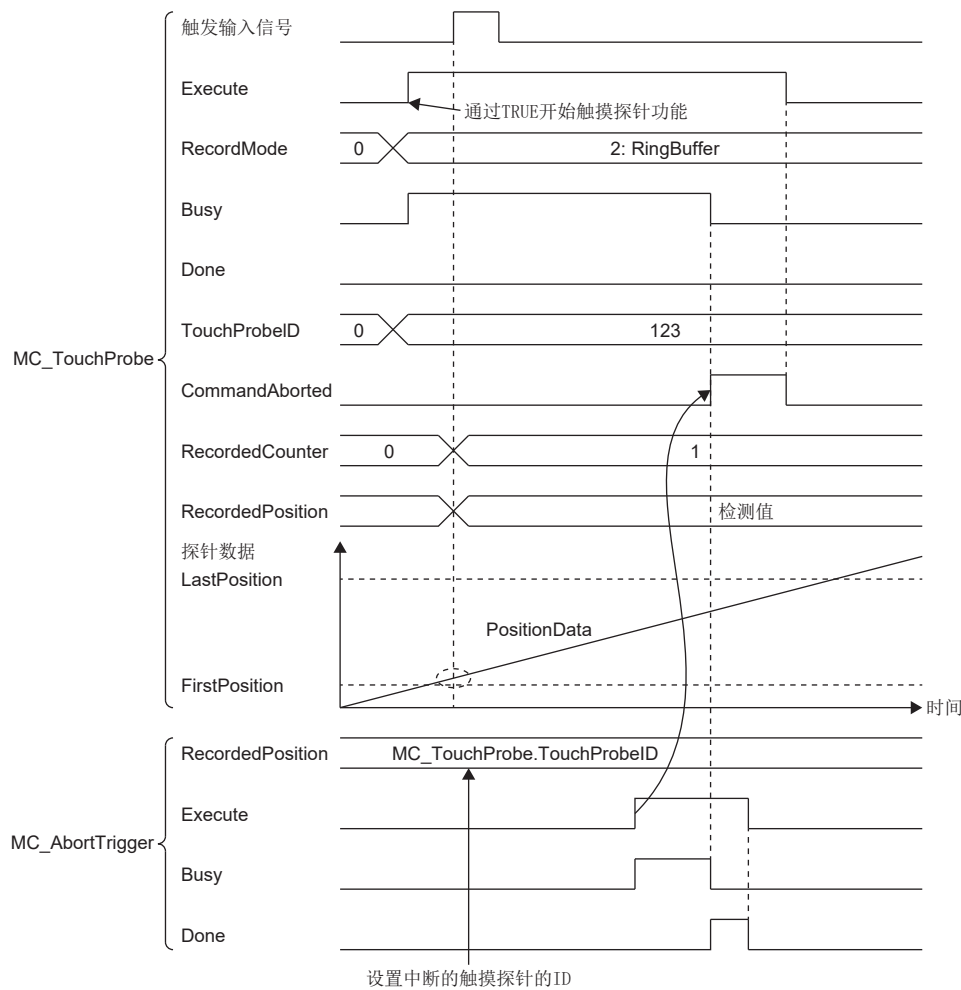 触发输入信号
Execute
通过TRUE开始触摸探针功能
RecordMode 0 2: RingBuffer
Busy
Done
TouchProbeID 0 123
MC_TouchProbe
CommandAborted
RecordedCounter 0 1
RecordedPosition 检测值
探针数据
LastPosition
PositionData
FirstPosition
时间
RecordedPosition MC_TouchProbe.TouchProbeID
Execute
MC_AbortTrigger
Busy
Done
设置中断的触摸探针的ID